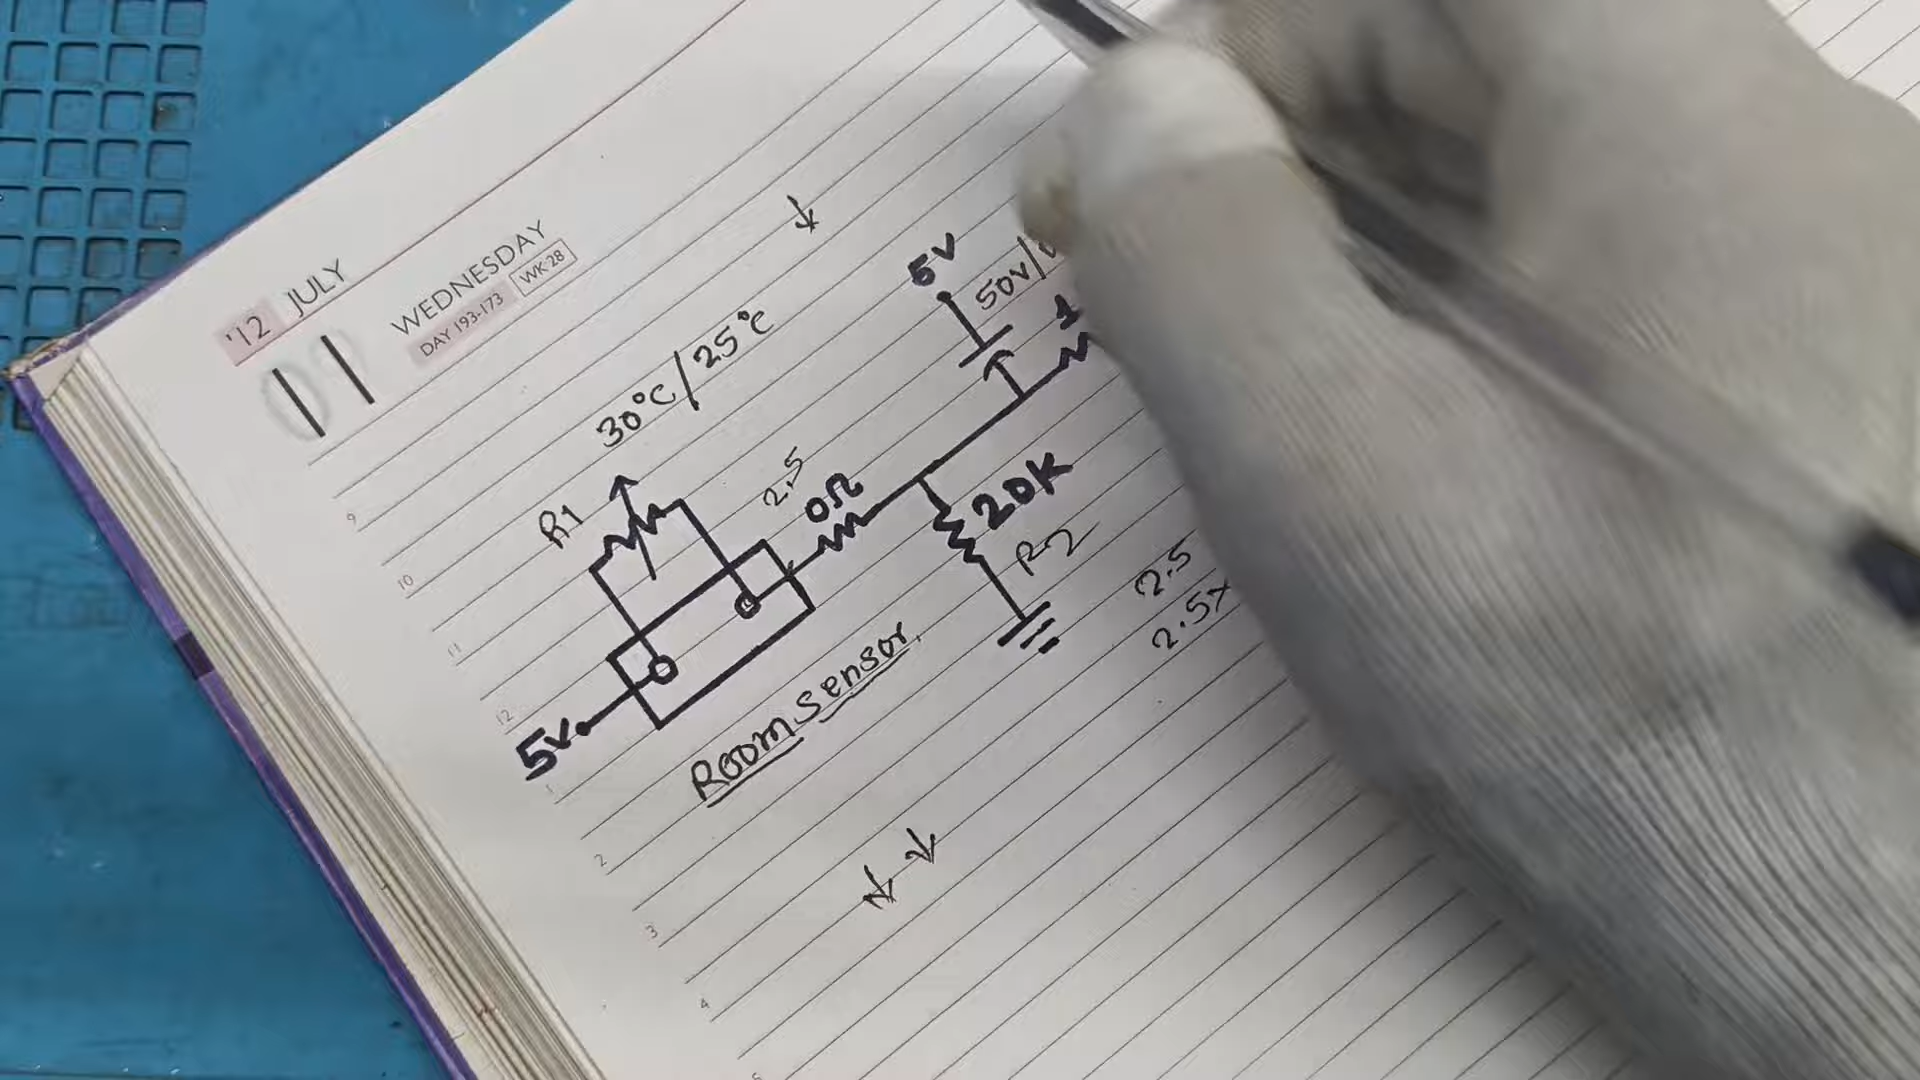 '12 JULY
11
WEDNESDAY
DAY 193-173
WK-28
30°C/25°C
5V
50V/
1
R1
2.5
0Ω
20K
R2
2.5
2.5x
5V
Room sensor
9
10
11
12
1
2
3
4